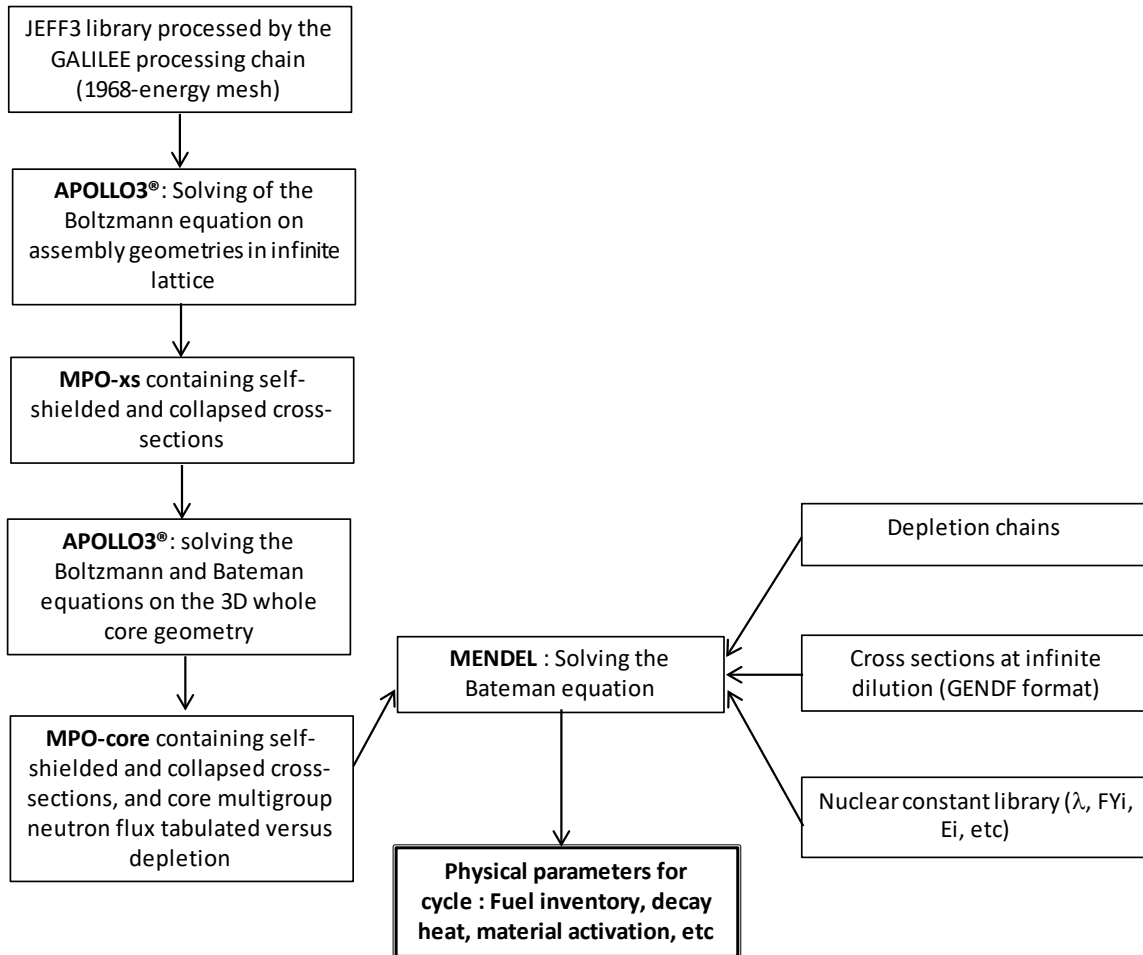 JEFF3 library processed by the
GALILEE processing chain
(1968-energy mesh)
APOLLO3®: Solving of the
Boltzmann equation on
assembly geometries in infinite
lattice
MPO-xs containing self-
shielded and collapsed cross-
sections
APOLLO3®: solving the
Boltzmann and Bateman
equations on the 3D whole
core geometry
MPO-core containing self-
shielded and collapsed cross-
sections, and core multigroup
neutron flux tabulated versus
depletion
MENDEL : Solving the
Bateman equation
Depletion chains
Cross sections at infinite
dilution (GENDF format)
Nuclear constant library (λ, FYi,
Ei, etc)
Physical parameters for
cycle : Fuel inventory, decay
heat, material activation, etc